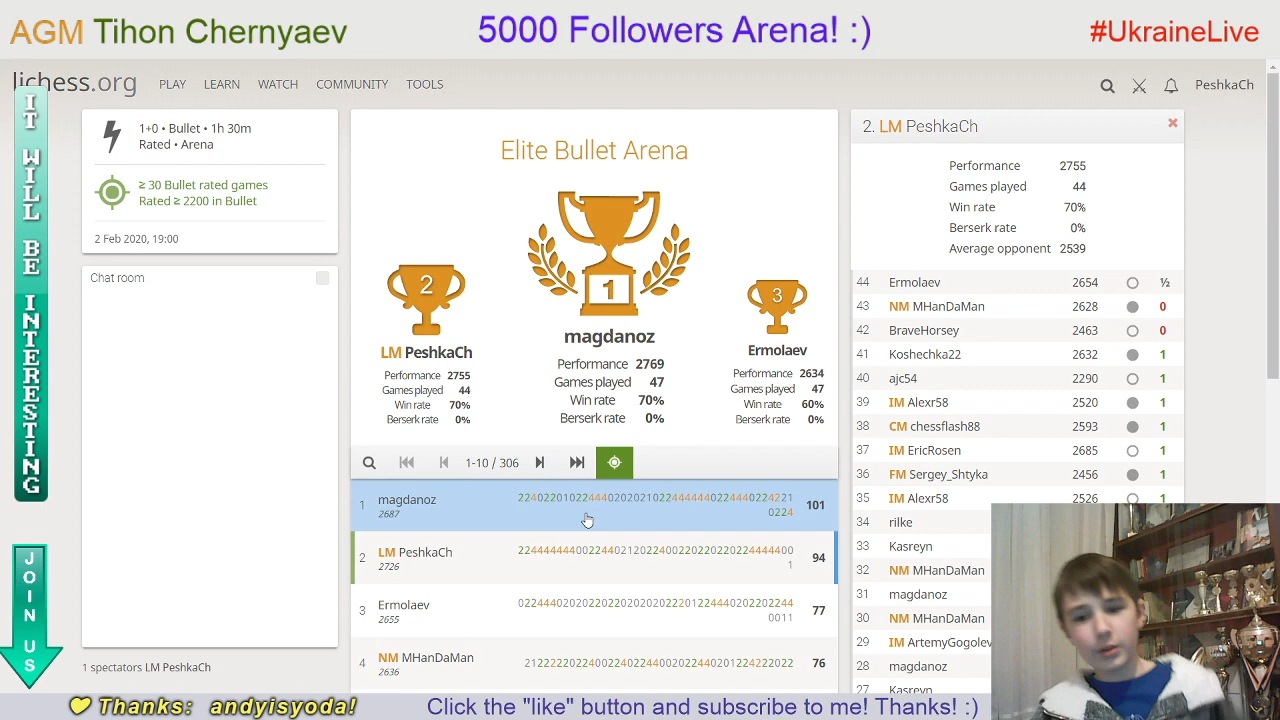 AGM Tihon Chernyaev
5000 Followers Arena! :)
#UkraineLive
lichess.org
PLAY
LEARN
WATCH
COMMUNITY
TOOLS
PeshkaCh
IT WILL BE INTERESTING
JOIN US
1+0 • Bullet • 1h 30m
Rated • Arena
≥ 30 Bullet rated games
Rated ≥ 2200 in Bullet
2 Feb 2020, 19:00
Chat room
1 spectators LM PeshkaCh
Elite Bullet Arena
2
LM PeshkaCh
Performance 2755
Games played 44
Win rate 70%
Berserk rate 0%
1
magdanoz
Performance 2769
Games played 47
Win rate 70%
Berserk rate 0%
3
Ermolaev
Performance 2634
Games played 47
Win rate 60%
Berserk rate 0%
1-10 / 306
1 magdanoz 101
2687
2 LM PeshkaCh 94
2726
3 Ermolaev 77
2655
4 NM MHanDaMan 76
2636
2. LM PeshkaCh
Performance 2755
Games played 44
Win rate 70%
Berserk rate 0%
Average opponent 2539
44 Ermolaev 2654 ½
43 NM MHanDaMan 2628 0
42 BraveHorsey 2463 0
41 Koshechka22 2632 1
40 ajc54 2290 1
39 IM Alexr58 2520 1
38 CM chessflash88 2593 1
37 IM EricRosen 2685 1
36 FM Sergey_Shtyka 2456 1
35 IM Alexr58 2526 1
34 rilke
33 Kasreyn
32 NM MHanDaMan
31 magdanoz
30 NM MHanDaMan
29 IM ArtemyGogolev
28 magdanoz
27 Kasreyn
Thanks: andyisyoda!
Click the "like" button and subscribe to me! Thanks! :)